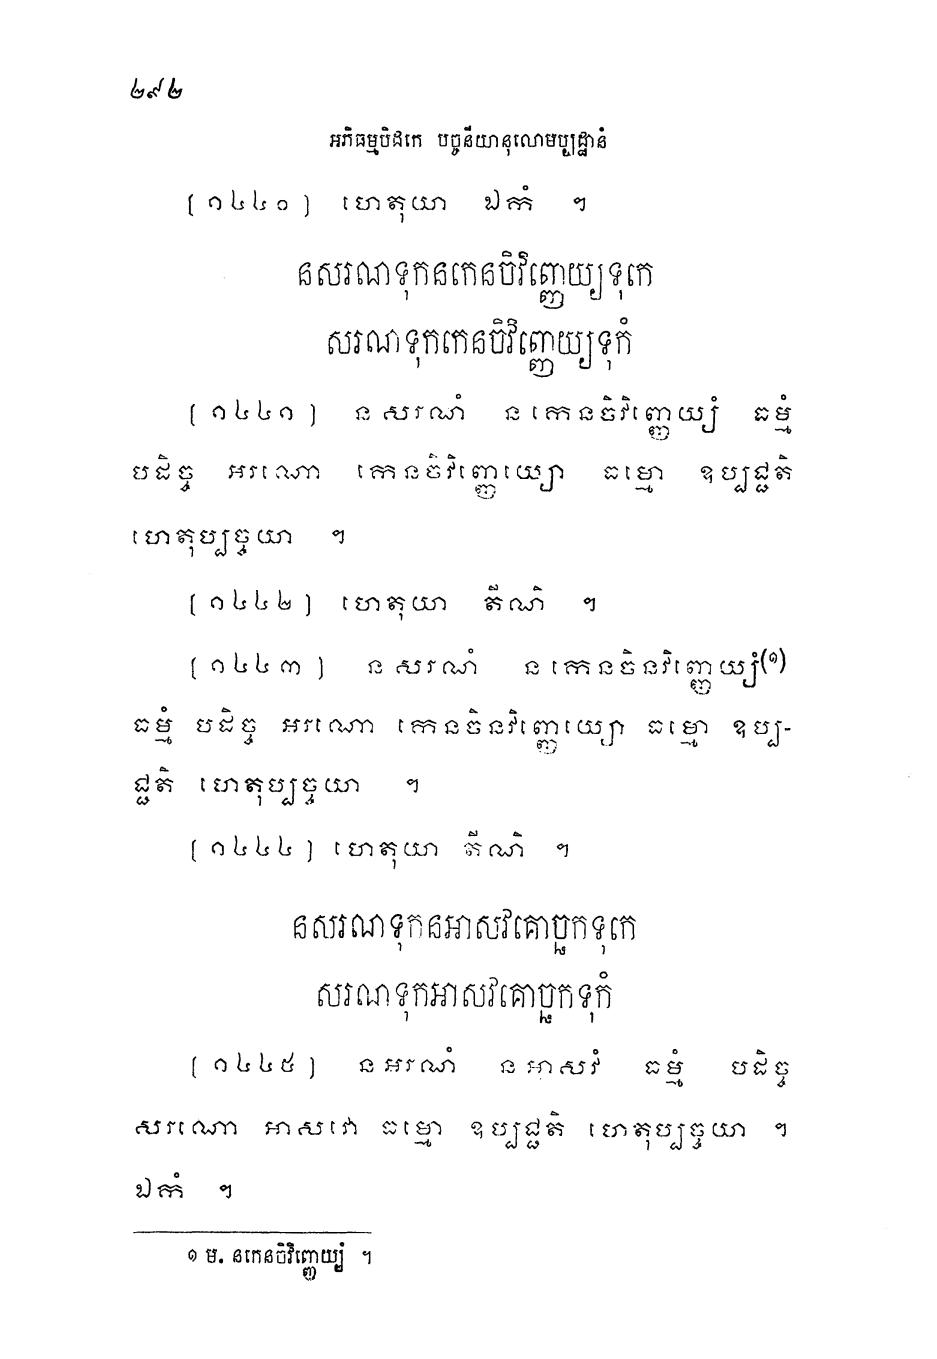 ២៩២
អភិធម្មបិដកេ បច្ចនីយានុលោមប្បដ្ឋានំ
[១៤៤០] ហេតុយា ឯកំ ។
នសរណទុកនកេនចិវិញ្ញេយ្យទុកេ
សរណទុកកេនចិវិញ្ញេយ្យទុកំ
[១៤៤១] នសរណំ នកេនចិវិញ្ញេយ្យំ ធម្មំ
បដិច្ច អរណោ កេនចិវិញ្ញេយ្យោ ធម្មោ ឧប្បជ្ជតិ
ហេតុប្បច្ចយា ។
[១៤៤២] ហេតុយា តីណិ ។
[១៤៤៣] នសរណំ នកេនចិនវិញ្ញេយ្យំ(១)
ធម្មំ បដិច្ច អរណោ កេនចិនវិញ្ញេយ្យោ ធម្មោ ឧប្ប-
ជ្ជតិ ហេតុប្បច្ចយា ។
[១៤៤៤] ហេតុយា តីណិ ។
នសរណទុកនអាសវគោច្ឆកទុកេ
សរណទុកអាសវគោច្ឆកទុកំ
[១៤៤៥] នអរណំ នអាសវំ ធម្មំ បដិច្ច
សរណោ អាសវោ ធម្មោ ឧប្បជ្ជតិ ហេតុប្បច្ចយា ។
ឯកំ ។
១ ម. នកេនចិវិញ្ញេយ្យំ ។